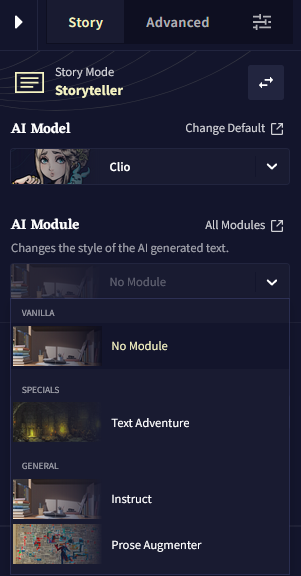 Story
Advanced
Story Mode
Storyteller
AI Model
Change Default
Clio
AI Module
All Modules
Changes the style of the AI generated text.
No Module
VANILLA
No Module
SPECIALS
Text Adventure
GENERAL
Instruct
Prose Augmenter